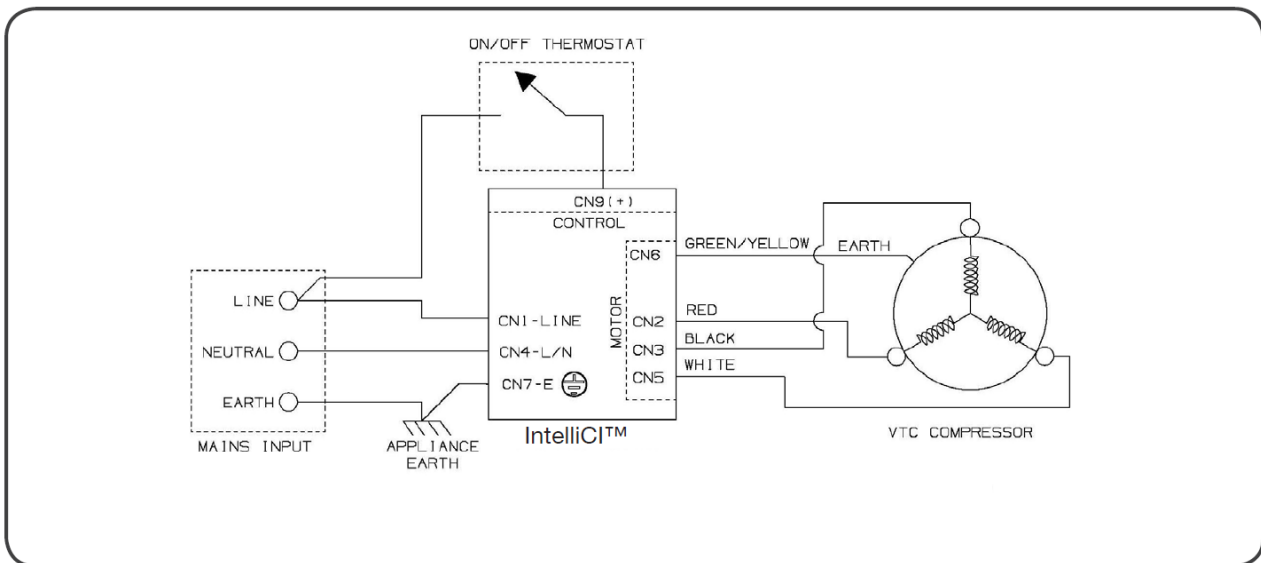 ON/OFF THERMOSTAT
CN9(+)
CONTROL
GREEN/YELLOW
EARTH
CN6
MOTOR
LINE
CN1-LINE
CN2
RED
NEUTRAL
CN4-L/N
CN3
BLACK
CN7-E
CN5
WHITE
EARTH
MAINS INPUT
APPLIANCE
EARTH
IntelliCI™
VTC COMPRESSOR